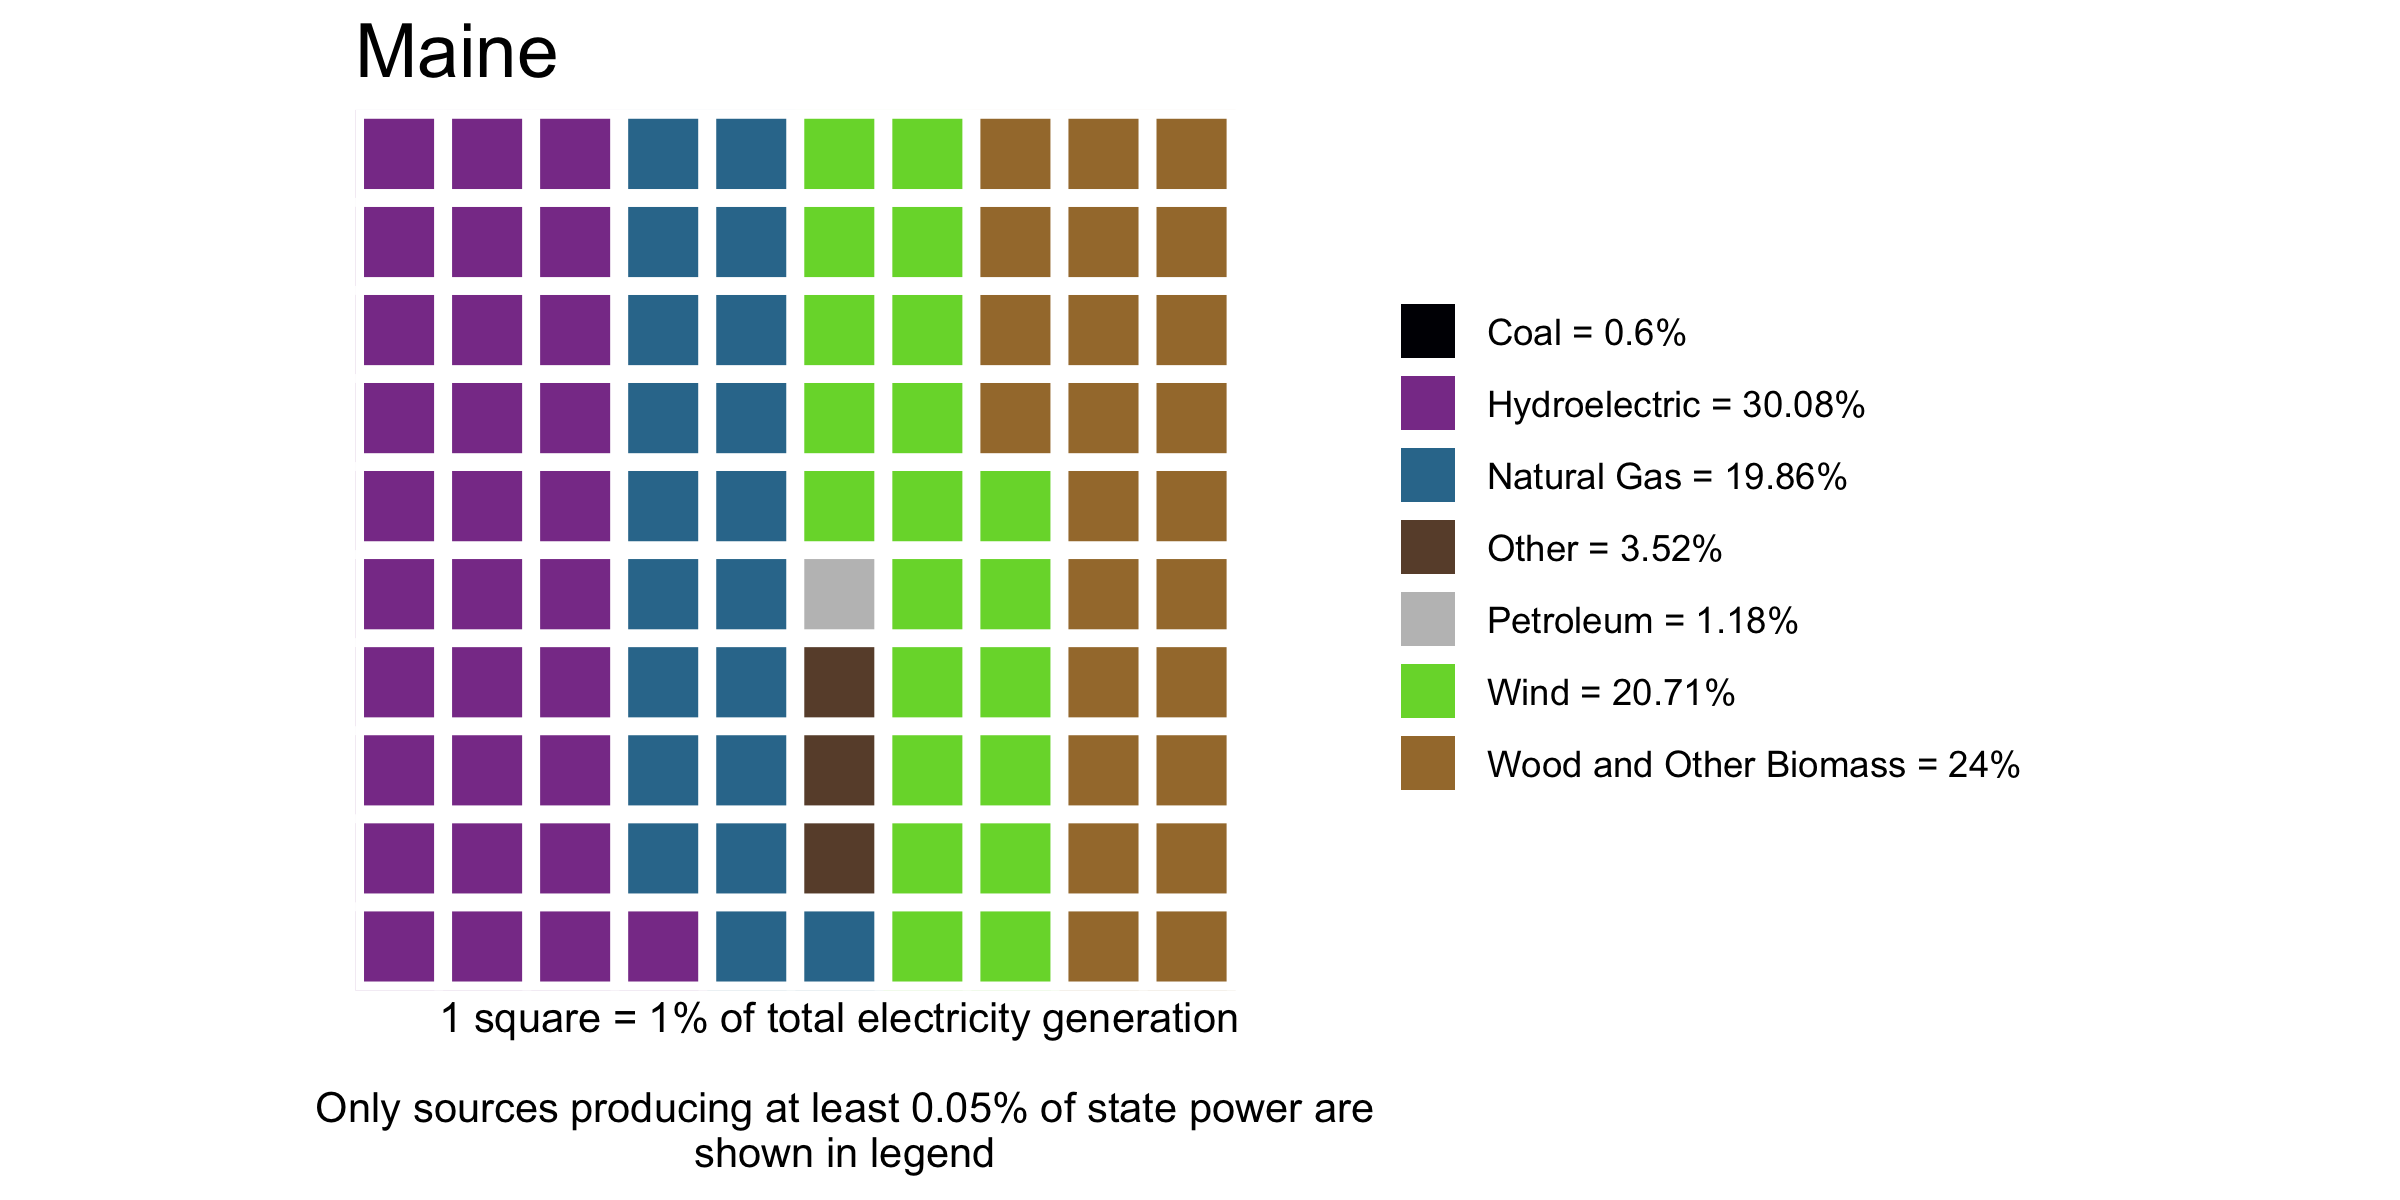 Maine
Coal = 0.6%
Hydroelectric = 30.08%
Natural Gas = 19.86%
Other = 3.52%
Petroleum = 1.18%
Wind = 20.71%
Wood and Other Biomass = 24%
1 square = 1% of total electricity generation
Only sources producing at least 0.05% of state power are
shown in legend